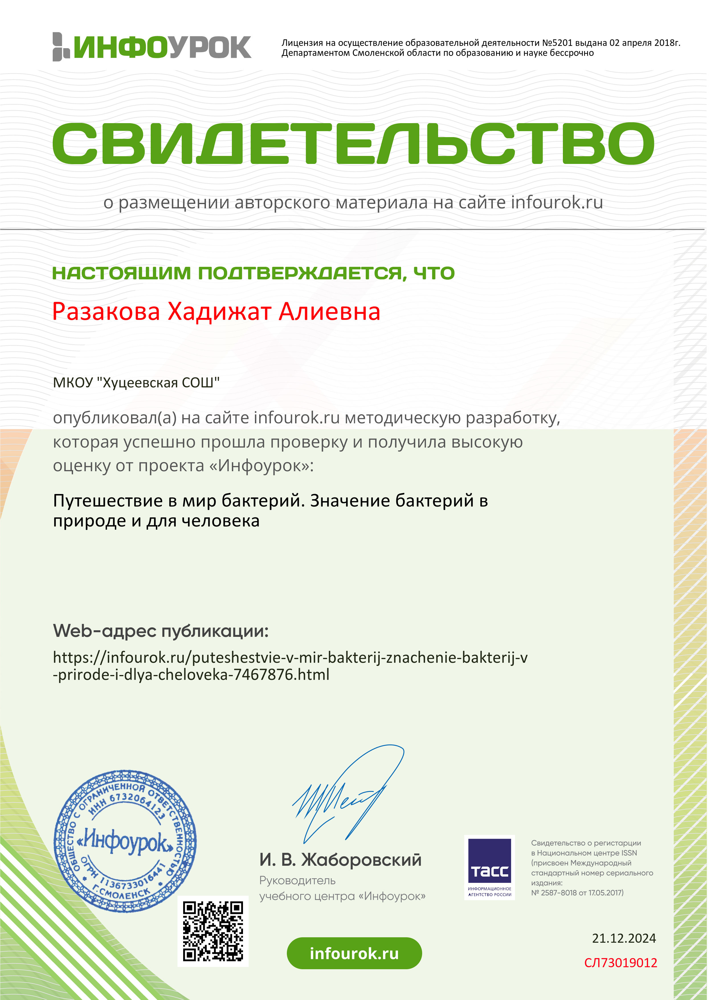 ИНФОУРОК
Лицензия на осуществление образовательной деятельности №5201 выдана 02 апреля 2018г.
Департаментом Смоленской области по образованию и науке бессрочно
СВИДЕТЕЛЬСТВО
о размещении авторского материала на сайте infourok.ru
НАСТОЯЩИМ ПОДТВЕРЖДАЕТСЯ, ЧТО
Разакова Хадижат Алиевна
МКОУ "Хуцеевская СОШ"
опубликовал(а) на сайте infourok.ru методическую разработку,
которая успешно прошла проверку и получила высокую
оценку от проекта «Инфоурок»:
Путешествие в мир бактерий. Значение бактерий в
природе и для человека
Web-адрес публикации:
https://infourok.ru/puteshestvie-v-mir-bakterij-znachenie-bakterij-v
-prirode-i-dlya-cheloveka-7467876.html
ОБЩЕСТВО С ОГРАНИЧЕННОЙ ОТВЕТСТВЕННОСТЬЮ
ИНН 6732064123
«Инфоурок»
ОГРН 1136733016441
Г.СМОЛЕНСК
И. В. Жаборовский
Руководитель
учебного центра «Инфоурок»
infourok.ru
ТАСС
ИНФОРМАЦИОННОЕ
АГЕНТСТВО РОССИИ
Свидетельство о регистарции
в Национальном центре ISSN
(присвоен Международный
стандартный номер сериального
издания:
№ 2587-8018 от 17.05.2017)
21.12.2024
СЛ73019012